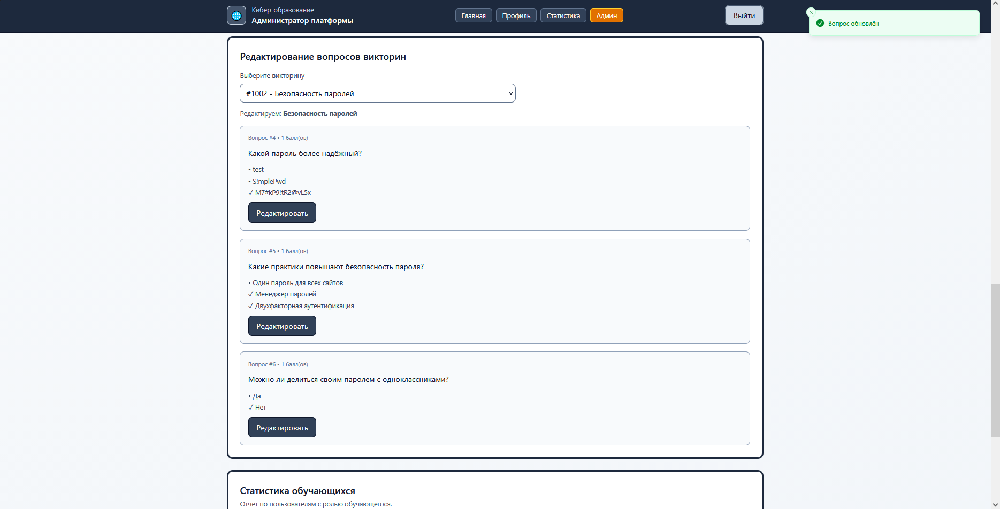 Кибер-образование
Администратор платформы
Главная
Профиль
Статистика
Админ
Выйти
Вопрос обновлён
Редактирование вопросов викторин
Выберите викторину
#1002 - Безопасность паролей
Редактируем: Безопасность паролей
Вопрос #4 • 1 балл(ов)
Какой пароль более надёжный?
• test
• S!mplePwd
✓ M7#kP9!tR2@vL5x
Редактировать
Вопрос #5 • 1 балл(ов)
Какие практики повышают безопасность пароля?
• Один пароль для всех сайтов
✓ Менеджер паролей
✓ Двухфакторная аутентификация
Редактировать
Вопрос #6 • 1 балл(ов)
Можно ли делиться своим паролем с одноклассниками?
• Да
✓ Нет
Редактировать
Статистика обучающихся
Отчёт по пользователям с ролью обучающегося.